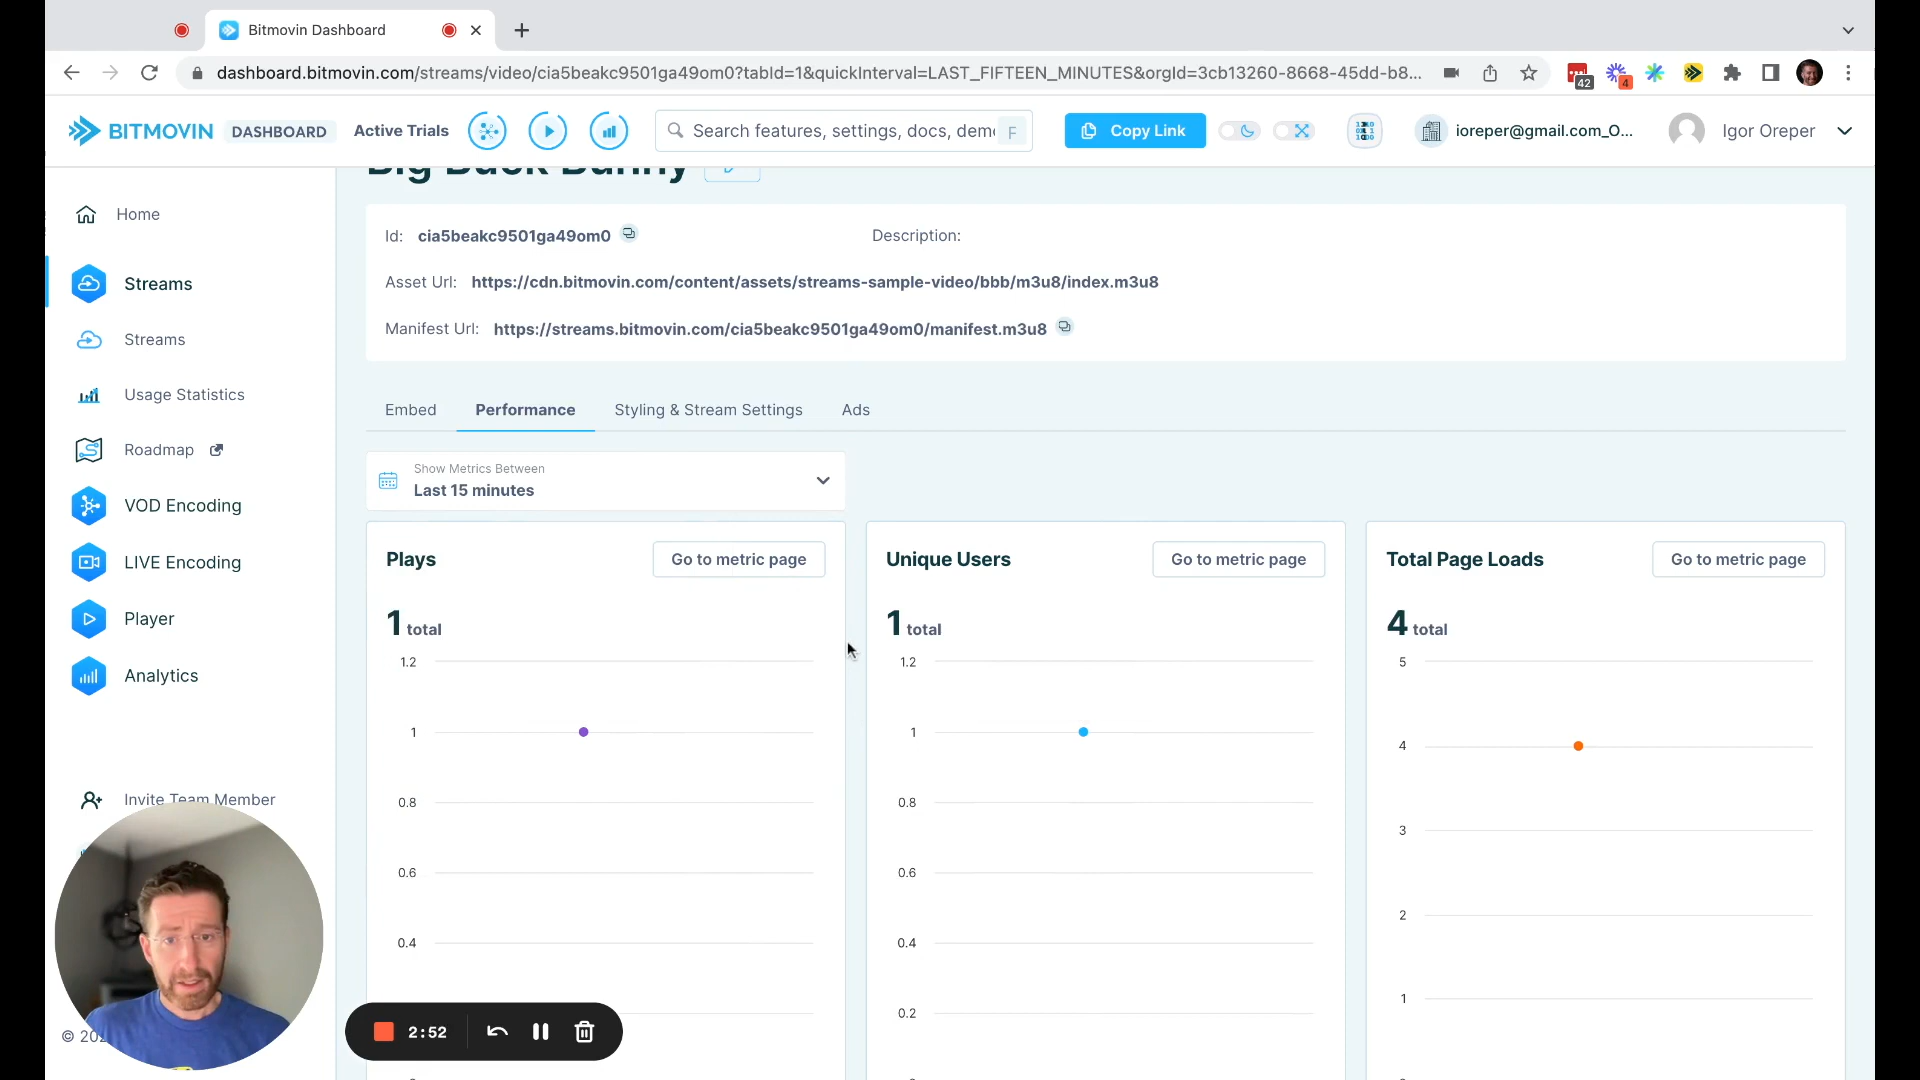 Bitmovin Dashboard
dashboard.bitmovin.com/streams/video/cia5beakc9501ga49om0?tabId=1&quickInterval=LAST_FIFTEEN_MINUTES&orgId=3cb13260-8668-45dd-b8...
42
4
BITMOVIN DASHBOARD
Active Trials
Search features, settings, docs, demo
F
Copy Link
ioreper@gmail.com_O...
Igor Oreper
Big Buck Bunny
Home
Streams
Streams
Usage Statistics
Roadmap
VOD Encoding
LIVE Encoding
Player
Analytics
Invite Team Member
© 202
Id: cia5beakc9501ga49om0
Description:
Asset Url: https://cdn.bitmovin.com/content/assets/streams-sample-video/bbb/m3u8/index.m3u8
Manifest Url: https://streams.bitmovin.com/cia5beakc9501ga49om0/manifest.m3u8
Embed
Performance
Styling & Stream Settings
Ads
Show Metrics Between
Last 15 minutes
Plays
Go to metric page
1 total
1.2
1
0.8
0.6
0.4
Unique Users
Go to metric page
1 total
1.2
1
0.8
0.6
0.4
0.2
Total Page Loads
Go to metric page
4 total
5
4
3
2
1
2:52